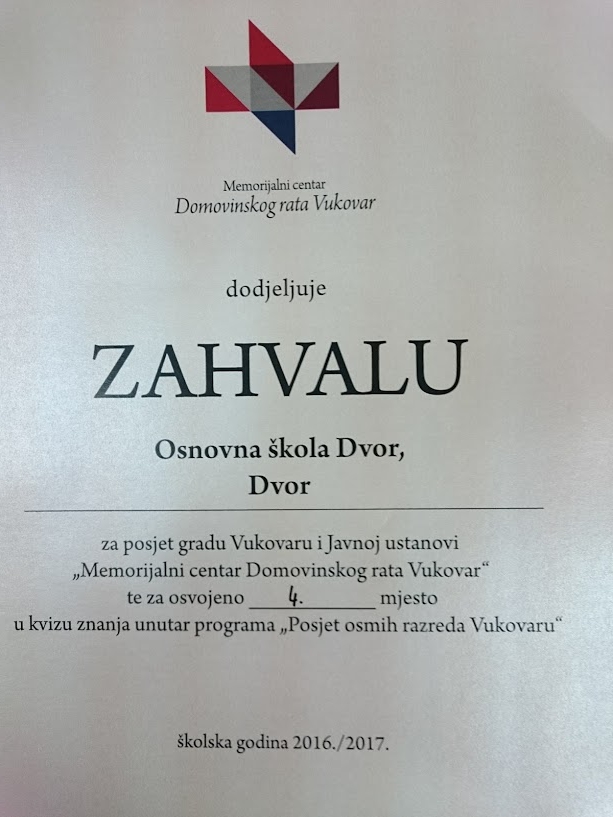 Memorijalni centar
Domovinskog rata Vukovar
dodjeljuje
ZAHVALU
Osnovna škola Dvor,
Dvor
za posjet gradu Vukovaru i Javnoj ustanovi
„Memorijalni centar Domovinskog rata Vukovar“
te za osvojeno 4. mjesto
u kvizu znanja unutar programa „Posjet osmih razreda Vukovaru“
školska godina 2016./2017.